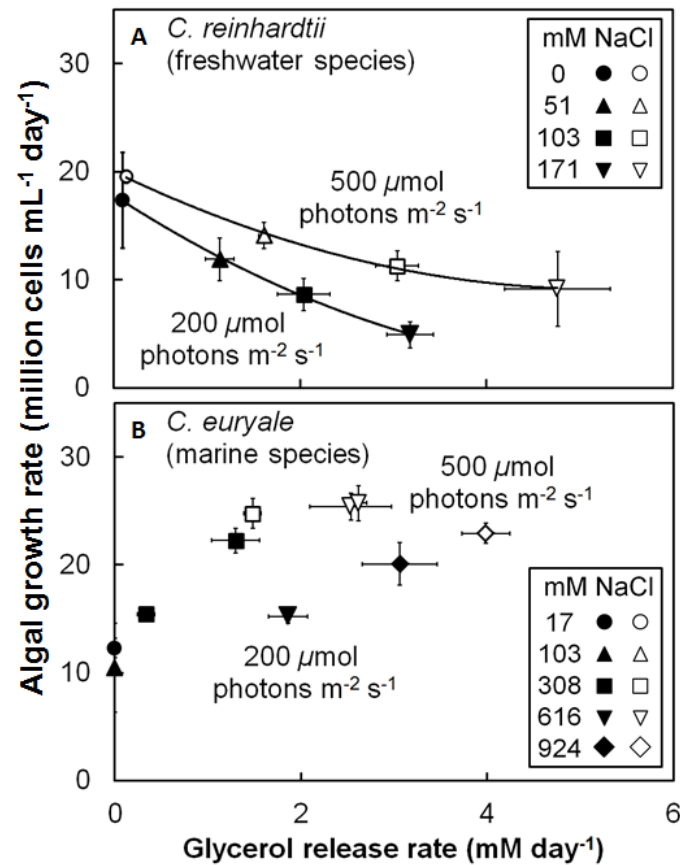 A
C. reinhardtii
(freshwater species)
mM NaCl
0
51
103
171
500 µmol
photons m-2 s-1
200 µmol
photons m-2 s-1
30
20
10
0
B
C. euryale
(marine species)
500 µmol
photons m-2 s-1
mM NaCl
17
103
308
616
924
200 µmol
photons m-2 s-1
30
20
10
0
0 2 4 6
Algal growth rate (million cells mL-1 day-1)
Glycerol release rate (mM day-1)